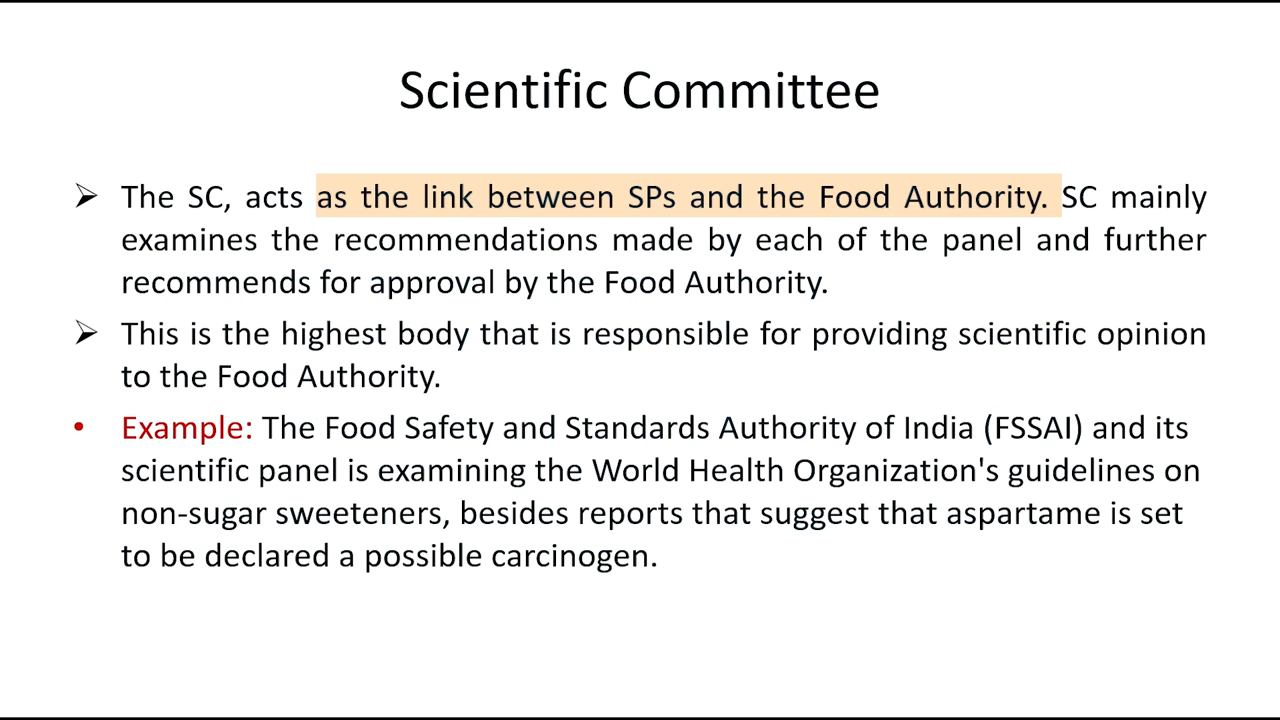 Scientific Committee
➢ The SC, acts as the link between SPs and the Food Authority. SC mainly
examines the recommendations made by each of the panel and further
recommends for approval by the Food Authority.
➢ This is the highest body that is responsible for providing scientific opinion
to the Food Authority.
• Example: The Food Safety and Standards Authority of India (FSSAI) and its
scientific panel is examining the World Health Organization's guidelines on
non-sugar sweeteners, besides reports that suggest that aspartame is set
to be declared a possible carcinogen.